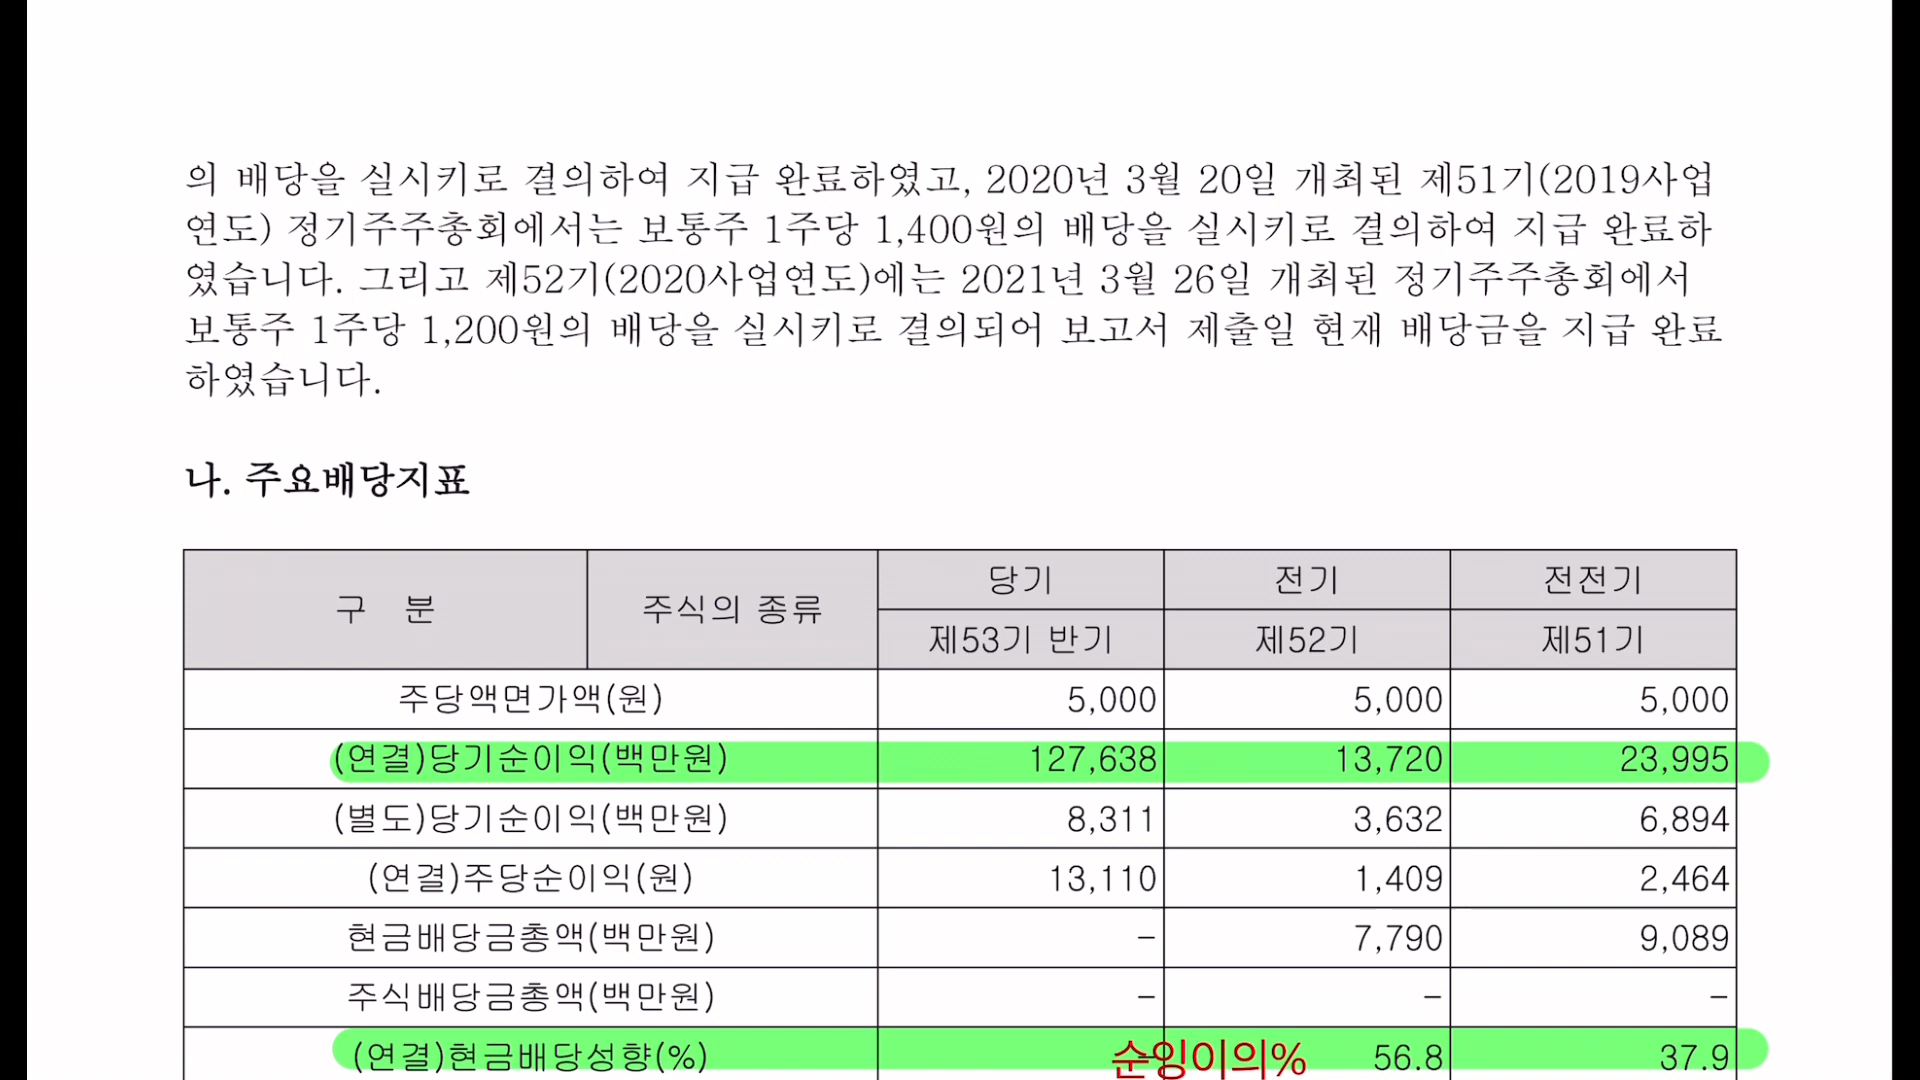 의 배당을 실시키로 결의하여 지급 완료하였고, 2020년 3월 20일 개최된 제51기(2019사업
연도) 정기주주총회에서는 보통주 1주당 1,400원의 배당을 실시키로 결의하여 지급 완료하
였습니다. 그리고 제52기(2020사업연도)에는 2021년 3월 26일 개최된 정기주주총회에서
보통주 1주당 1,200원의 배당을 실시키로 결의되어 보고서 제출일 현재 배당금을 지급 완료
하였습니다.
나. 주요배당지표
구 분 주식의 종류 당기 전기 전전기
제53기 반기 제52기 제51기
주당액면가액(원) 5,000 5,000 5,000
(연결)당기순이익(백만원) 127,638 13,720 23,995
(별도)당기순이익(백만원) 8,311 3,632 6,894
(연결)주당순이익(원) 13,110 1,409 2,464
현금배당금총액(백만원) – 7,790 9,089
주식배당금총액(백만원) – – –
(연결)현금배당성향(%) – 순잉이의% 56.8 37.9